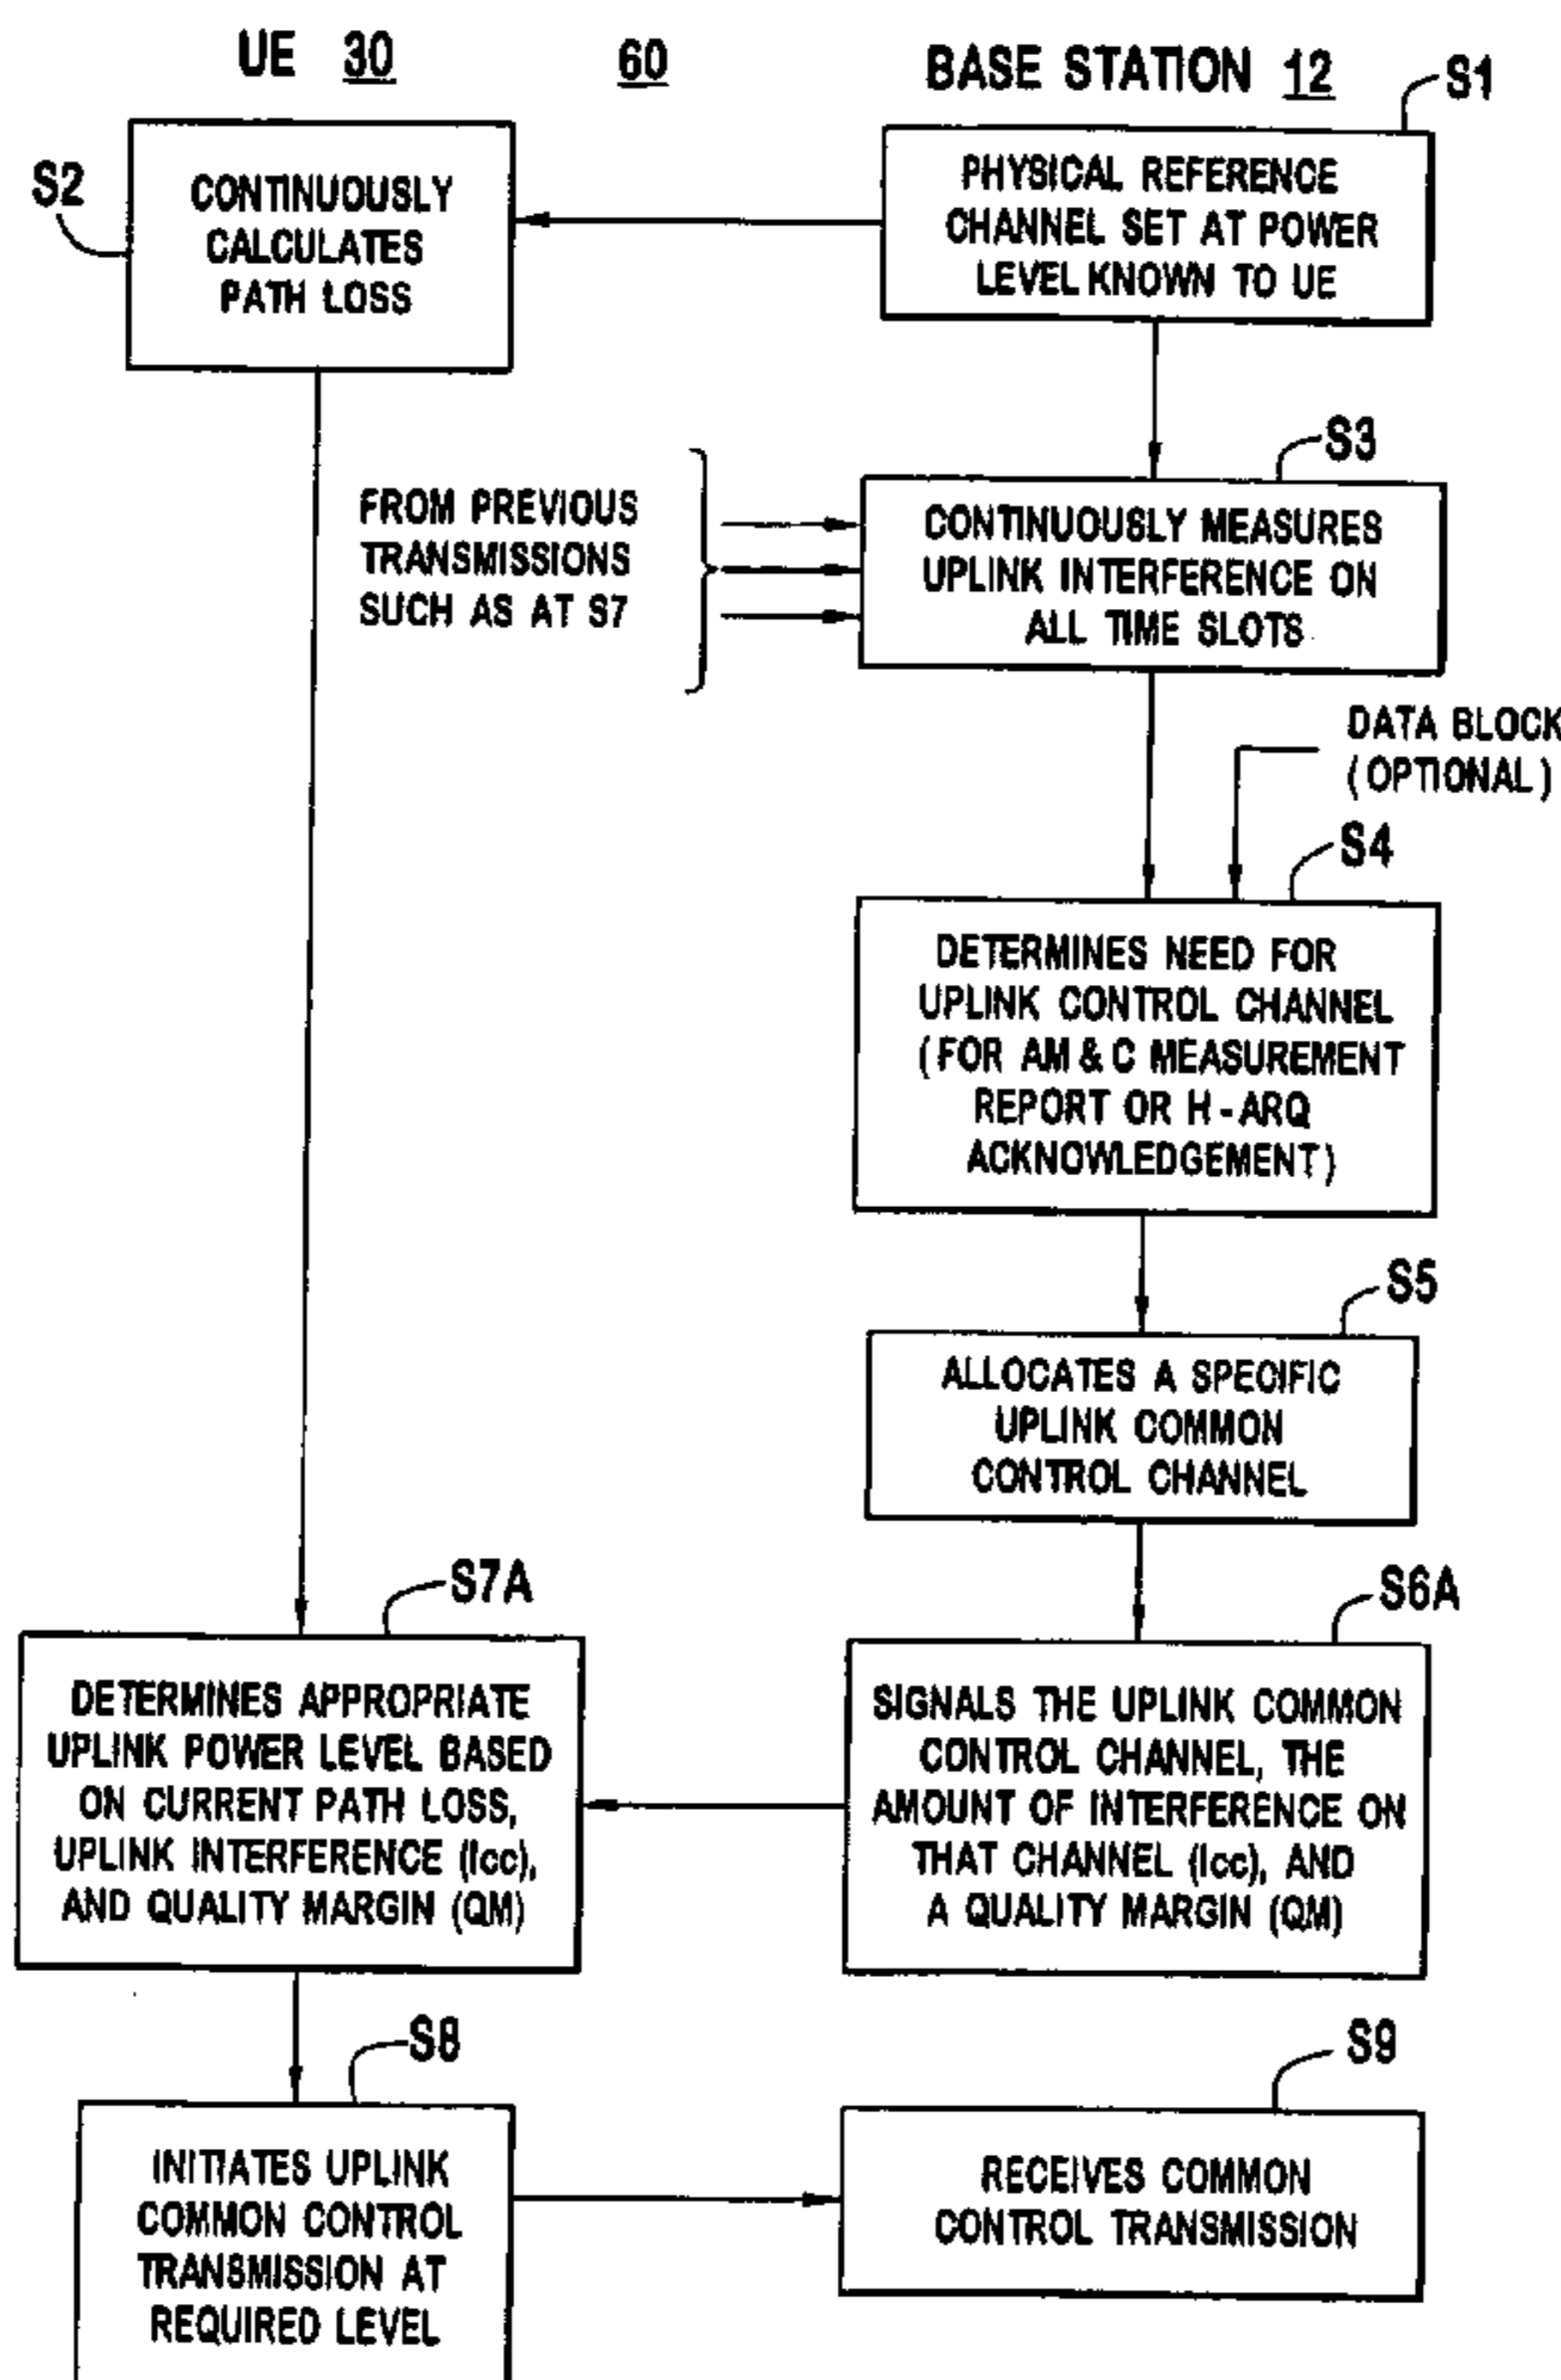 UE 30
60
BASE STATION 12
S1
PHYSICAL REFERENCE
CHANNEL SET AT POWER
LEVEL KNOWN TO UE
S2
CONTINUOUSLY
CALCULATES
PATH LOSS
S3
FROM PREVIOUS
TRANSMISSIONS
SUCH AS AT S7
CONTINUOUSLY MEASURES
UPLINK INTERFERENCE ON
ALL TIME SLOTS
DATA BLOCK
(OPTIONAL)
S4
DETERMINES NEED FOR
UPLINK CONTROL CHANNEL
(FOR AM & C MEASUREMENT
REPORT OR H-ARQ
ACKNOWLEDGEMENT)
S5
ALLOCATES A SPECIFIC
UPLINK COMMON
CONTROL CHANNEL
S7A
DETERMINES APPROPRIATE
UPLINK POWER LEVEL BASED
ON CURRENT PATH LOSS,
UPLINK INTERFERENCE (Icc),
AND QUALITY MARGIN (QM)
S6A
SIGNALS THE UPLINK COMMON
CONTROL CHANNEL, THE
AMOUNT OF INTERFERENCE ON
THAT CHANNEL (Icc), AND
A QUALITY MARGIN (QM)
S8
INITIATES UPLINK
COMMON CONTROL
TRANSMISSION AT
REQUIRED LEVEL
S9
RECEIVES COMMON
CONTROL TRANSMISSION